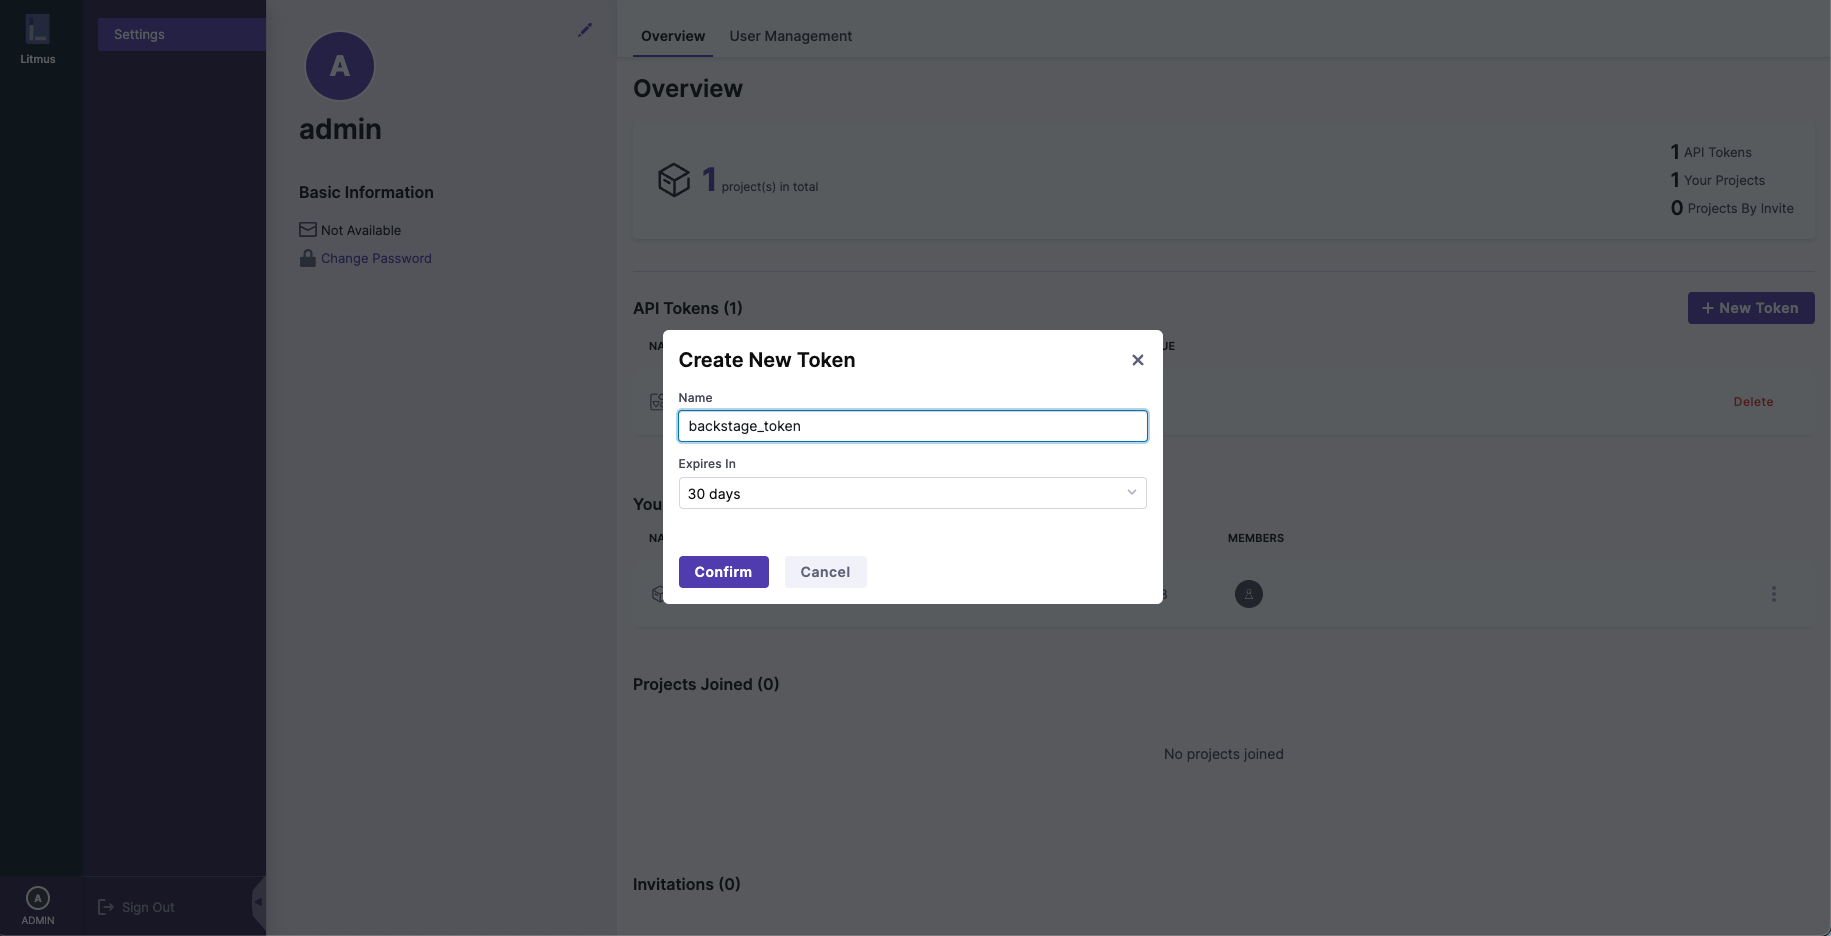 Litmus
Settings
A
admin
Basic Information
Not Available
Change Password
Overview User Management
Overview
1 project(s) in total
1 API Tokens
1 Your Projects
0 Projects By Invite
API Tokens (1)
+ New Token
Delete
Create New Token
Name
backstage_token
Expires In
30 days
Confirm Cancel
You
MEMBERS
Projects Joined (0)
No projects joined
Invitations (0)
A
ADMIN
Sign Out